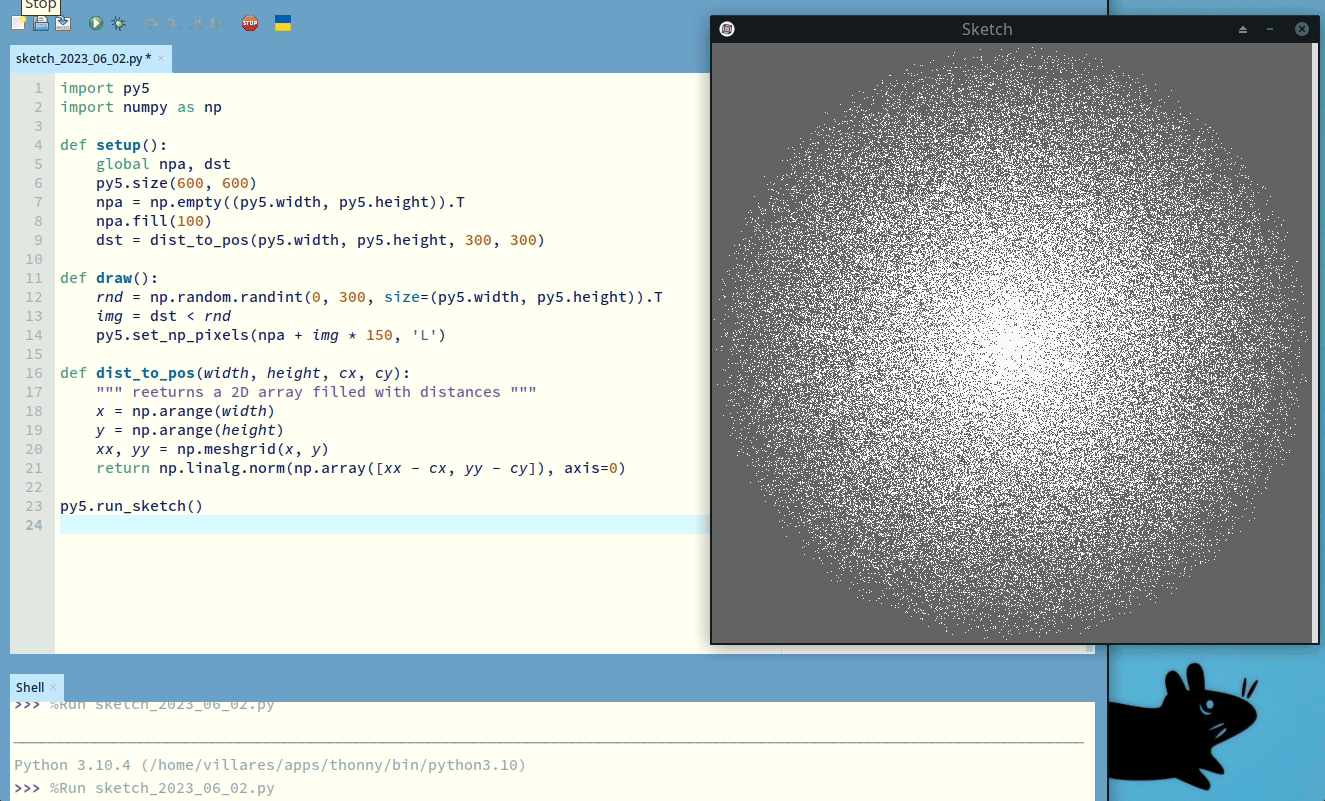 Stop
STOP
sketch_2023_06_02.py * ×
Sketch
1 import py5
2 import numpy as np
3
4 def setup():
5     global npa, dst
6     py5.size(600, 600)
7     npa = np.empty((py5.width, py5.height)).T
8     npa.fill(100)
9     dst = dist_to_pos(py5.width, py5.height, 300, 300)
10
11 def draw():
12     rnd = np.random.randint(0, 300, size=(py5.width, py5.height)).T
13     img = dst < rnd
14     py5.set_np_pixels(npa + img * 150, 'L')
15
16 def dist_to_pos(width, height, cx, cy):
17     """ reeturns a 2D array filled with distances """
18     x = np.arange(width)
19     y = np.arange(height)
20     xx, yy = np.meshgrid(x, y)
21     return np.linalg.norm(np.array([xx - cx, yy - cy]), axis=0)
22
23 py5.run_sketch()
24
Shell ×
>>> %Run sketch_2023_06_02.py
Python 3.10.4 (/home/villares/apps/thonny/bin/python3.10)
>>> %Run sketch_2023_06_02.py